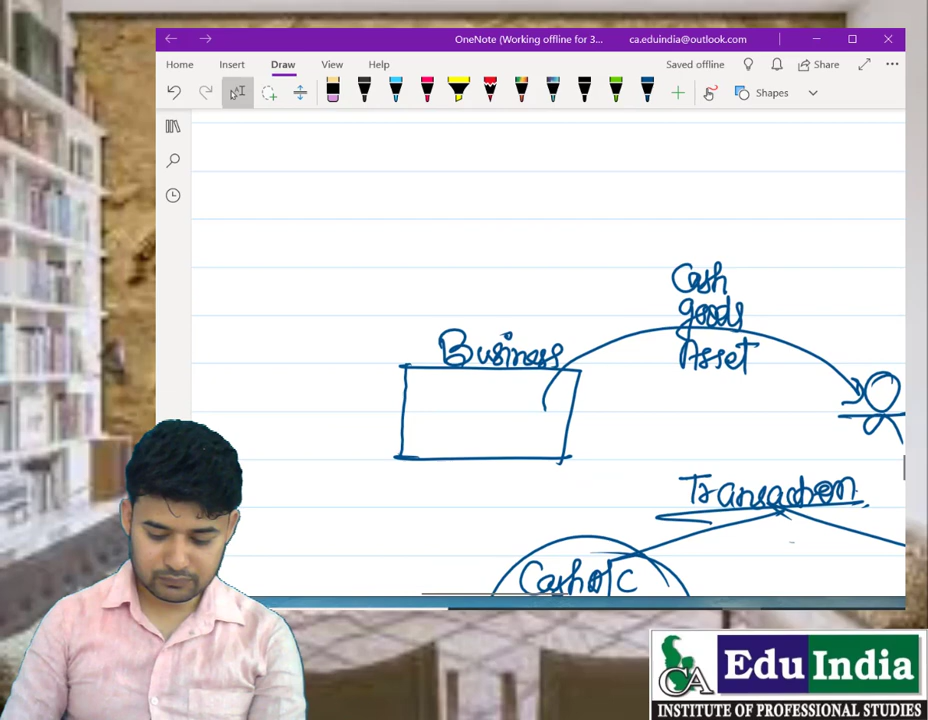 OneNote (Working offline for 3...
ca.eduindia@outlook.com
Home Insert Draw View Help
Saved offline
Share
Shapes
Cash
goods
Asset
Business
Transaction
Cash a/c
CA
Edu India
INSTITUTE OF PROFESSIONAL STUDIES